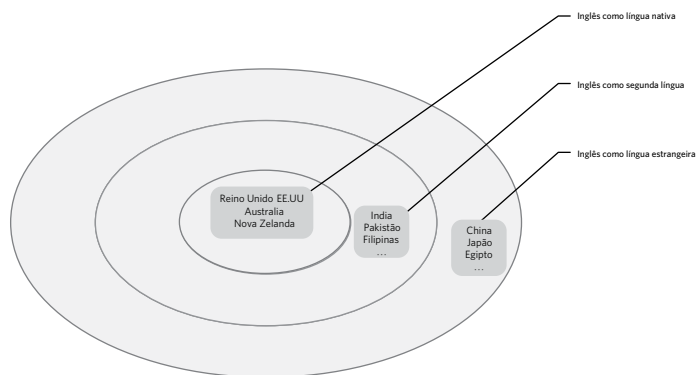 Inglês como língua nativa
Inglês como segunda língua
Inglês como língua estrangeira
Reino Unido EE.UU
Australia
Nova Zelanda
India
Pakistão
Filipinas
...
China
Japão
Egipto
...